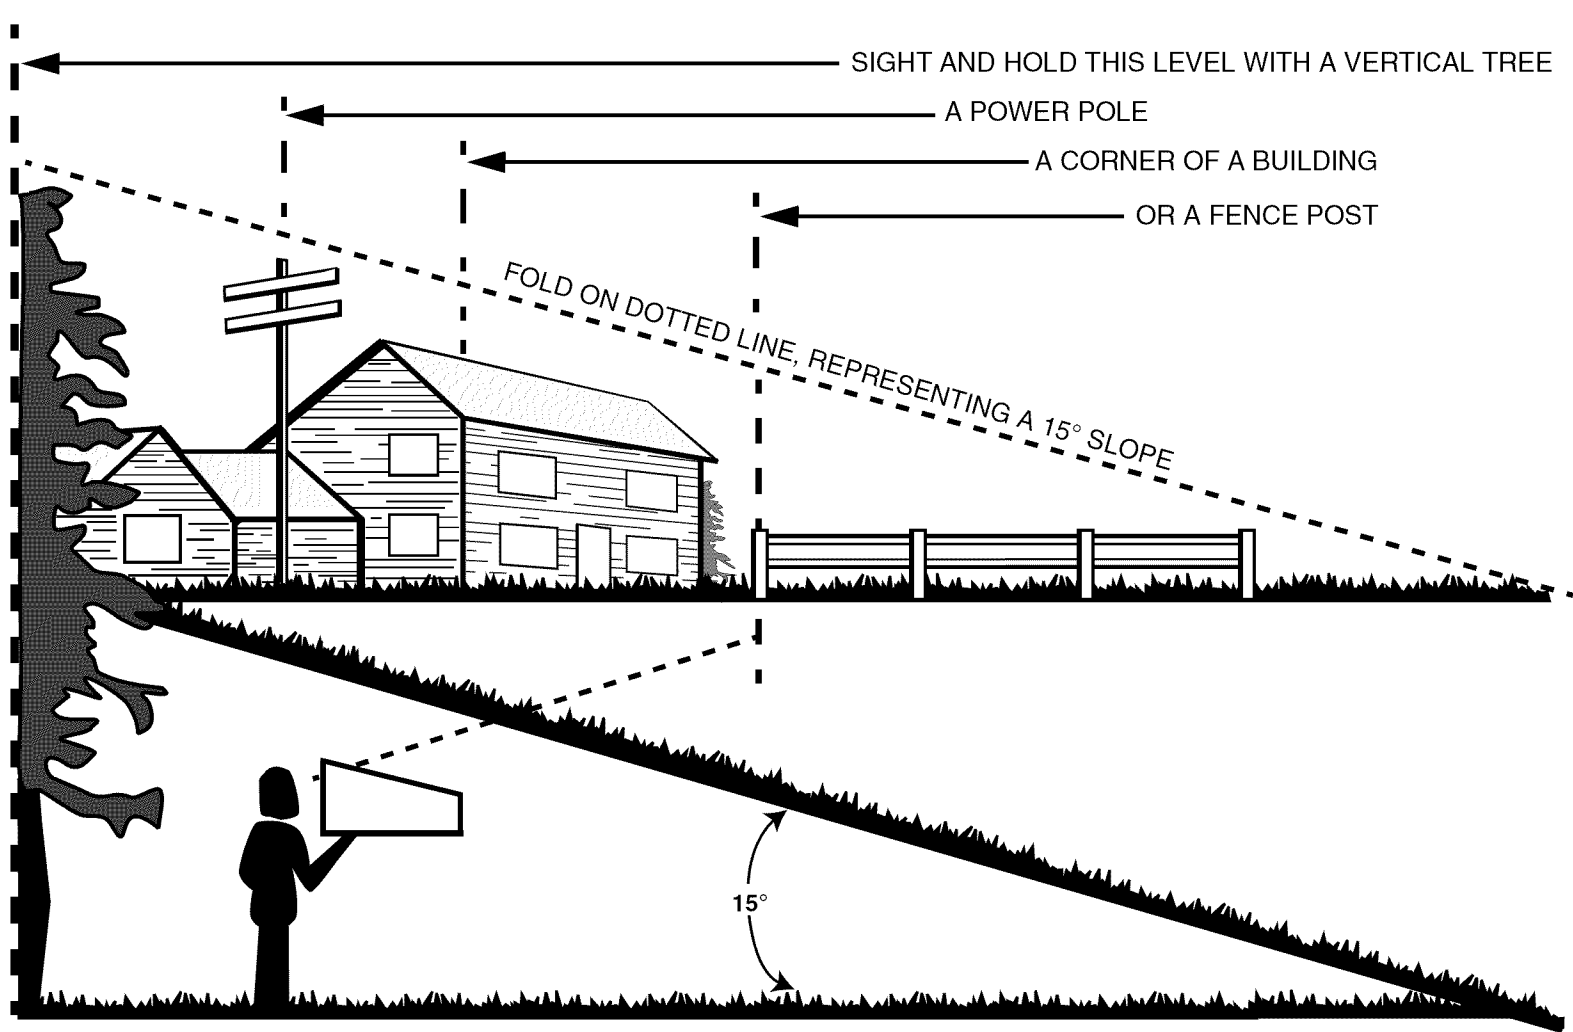 SIGHT AND HOLD THIS LEVEL WITH A VERTICAL TREE
A POWER POLE
A CORNER OF A BUILDING
OR A FENCE POST
FOLD ON DOTTED LINE, REPRESENTING A 15° SLOPE
15°